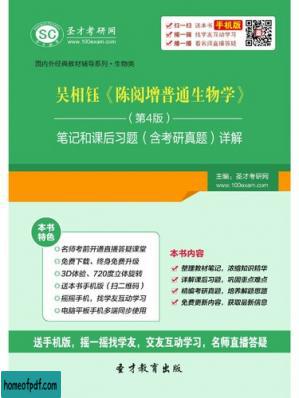 SC
圣才考研网
www.100exam.com
扫一扫 送本书手机版
摇一摇 找学友互动学习
播一播 看名师直播答疑
国内外经典教材辅导系列·生物类
吴相钰《陈阅增普通生物学》
（第4版）
笔记和课后习题（含考研真题）详解
主编：圣才考研网
www.100exam.com
本书特色
名师考前开通直播答疑课堂
免费下载、终身免费升级
3D体验、720度立体旋转
送本书手机版（扫二维码）
摇摇手机，找学友互动学习
电脑平板手机多端同步使用
本书内容
整理教材笔记，浓缩知识精华
详解课后习题，巩固重点难点
精编考研真题，培养解题思维
免费更新内容，获取最新信息
送手机版，摇一摇找学友，交友互动学习，名师直播答疑
圣才教育出版
homeofpdf.com